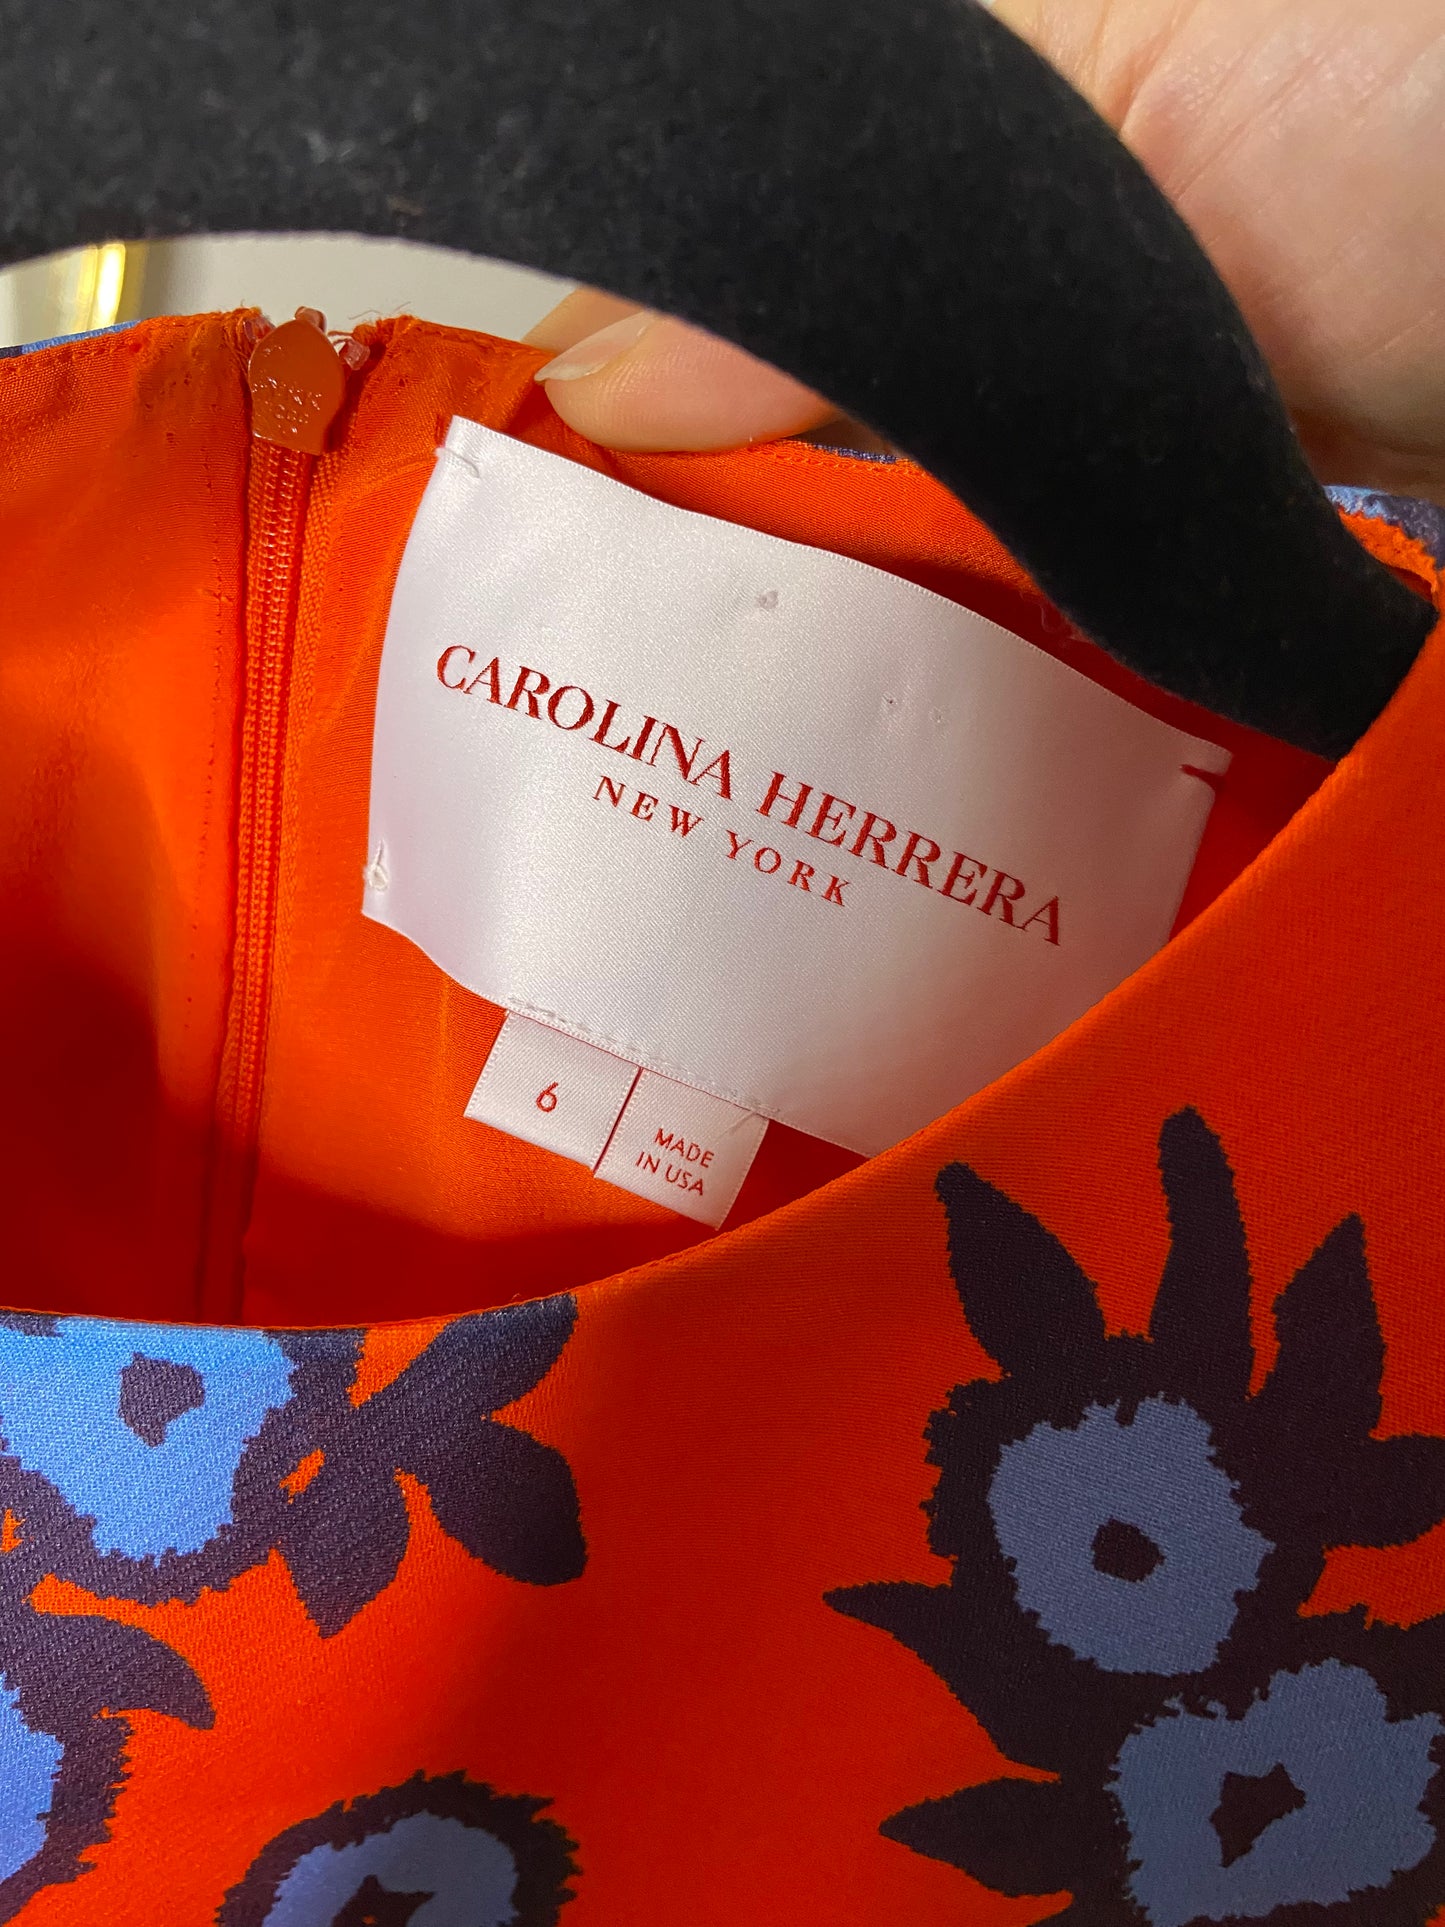 CAROLINA HERRERA
NEW YORK
6
MADE
IN USA